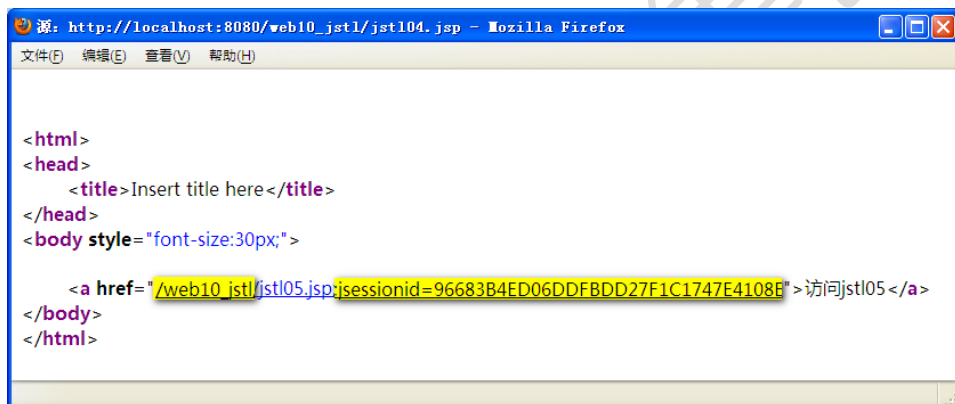 源: http://localhost:8080/web10_jstl/jstl04.jsp - Mozilla Firefox
文件(F) 编辑(E) 查看(V) 帮助(H)
<html>
<head>
<title>Insert title here</title>
</head>
<body style="font-size:30px;">
<a href="/web10_jstl/jstl05.jsp;jsessionid=96683B4ED06DDFBDD27F1C1747E4108E">访问jstl05</a>
</body>
</html>